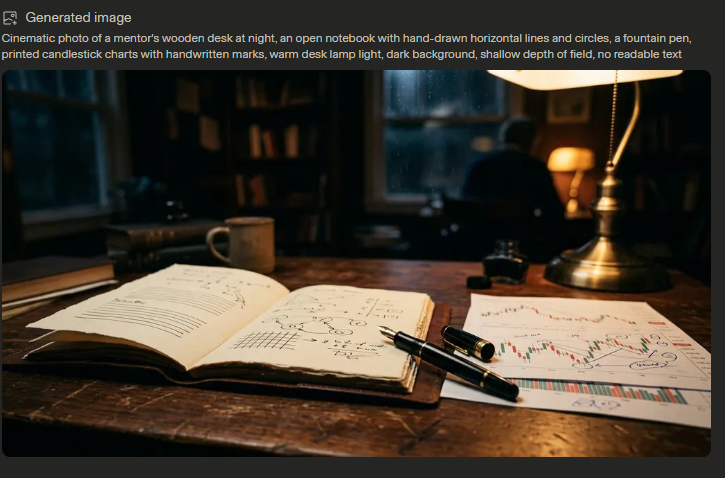 Generated image
Cinematic photo of a mentor's wooden desk at night, an open notebook with hand-drawn horizontal lines and circles, a fountain pen,
printed candlestick charts with handwritten marks, warm desk lamp light, dark background, shallow depth of field, no readable text